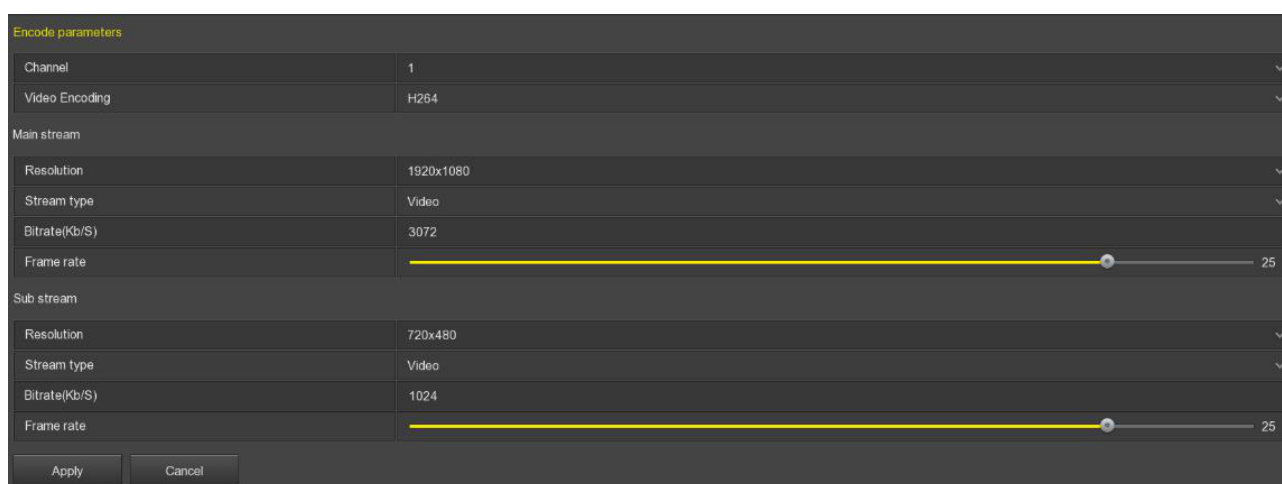 Encode parameters
Channel 1
Video Encoding H264
Main stream
Resolution 1920x1080
Stream type Video
Bitrate(Kb/S) 3072
Frame rate 25
Sub stream
Resolution 720x480
Stream type Video
Bitrate(Kb/S) 1024
Frame rate 25
Apply Cancel